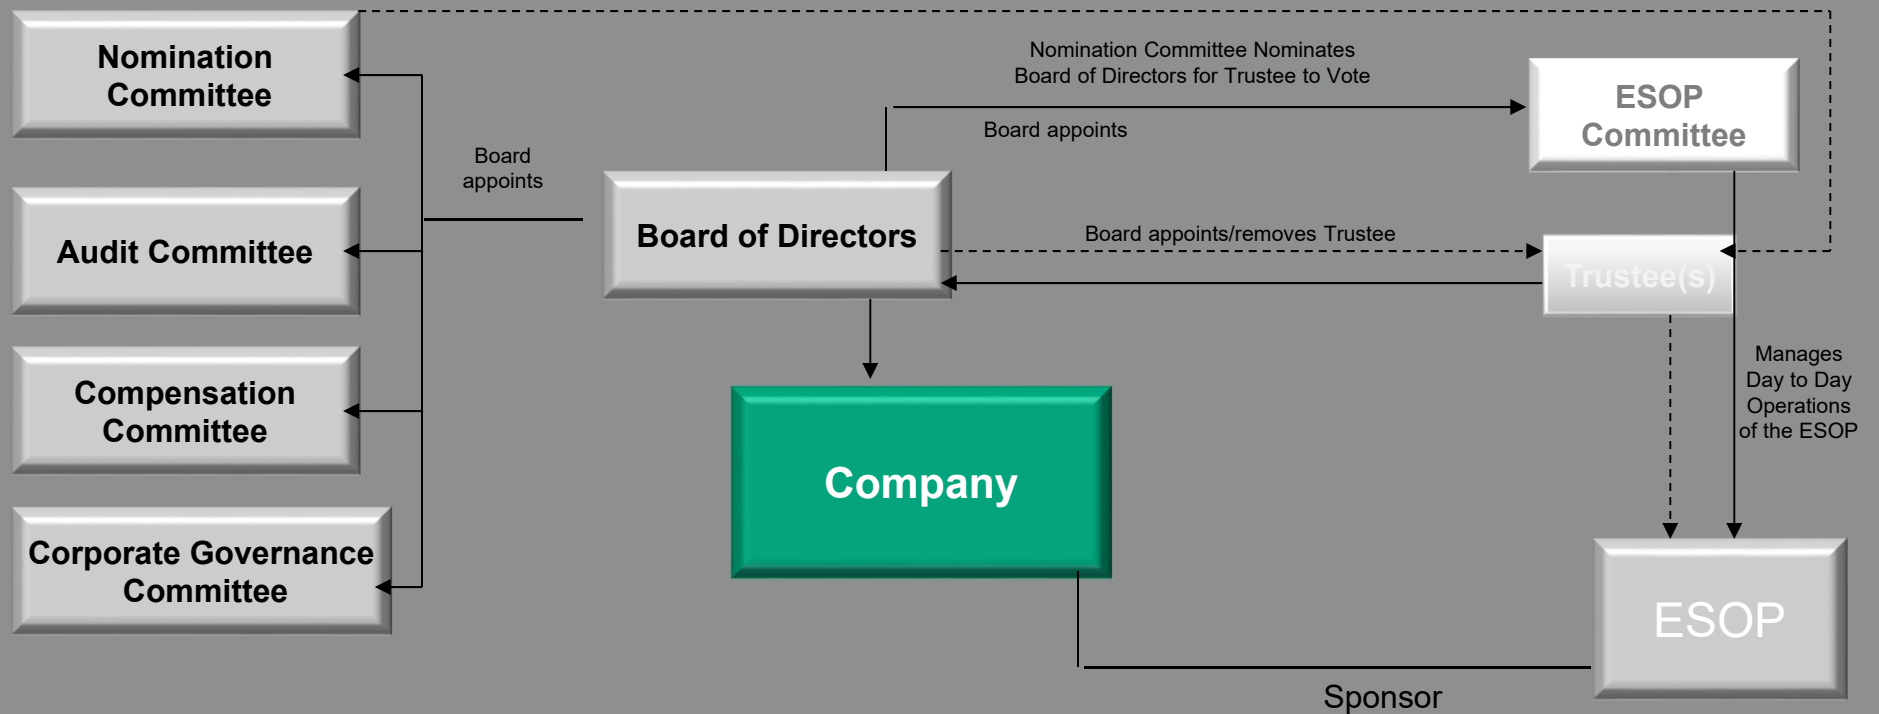 Nomination
Committee
Nomination Committee Nominates
Board of Directors for Trustee to Vote
ESOP
Committee
Board appoints
Board
appoints
Audit Committee
Board of Directors
Board appoints/removes Trustee
Trustee(s)
Compensation
Committee
Manages
Day to Day
Operations
of the ESOP
Company
Corporate Governance
Committee
ESOP
Sponsor